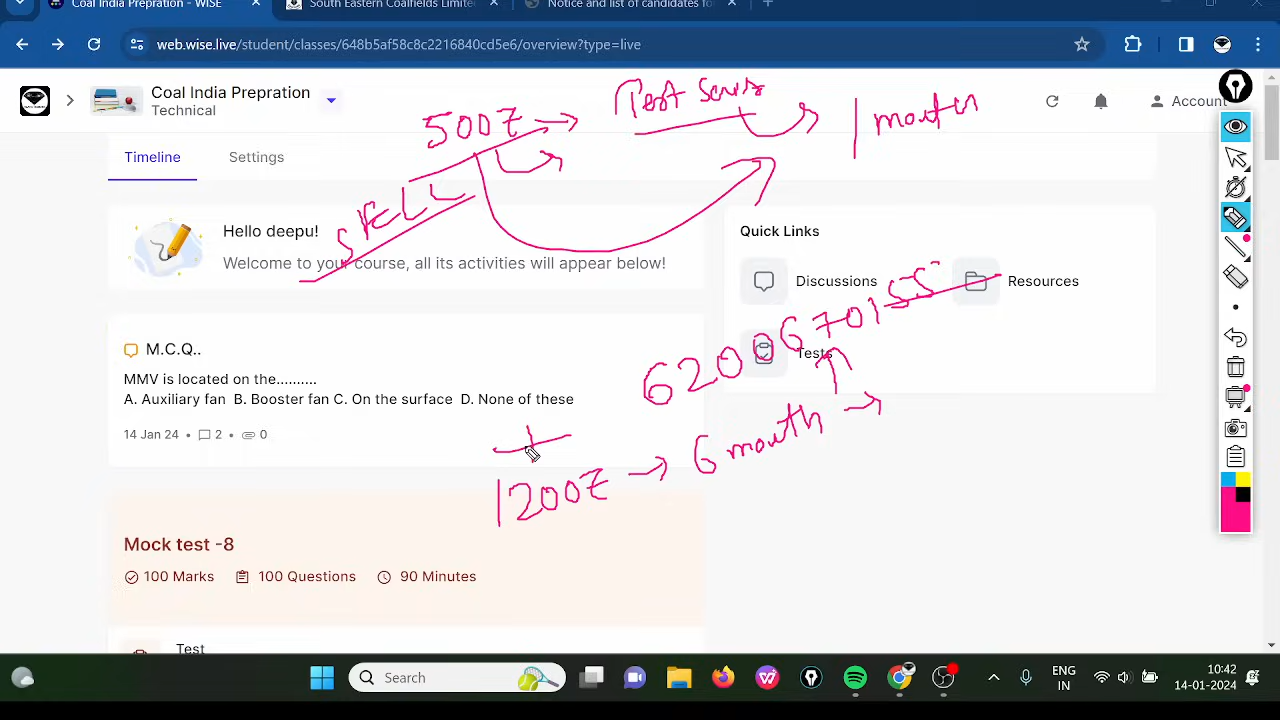 Coal India Prepration - WISE
South Eastern Coalfields Limite
Notice and list of candidates fo
web.wise.live/student/classes/648b5af58c8c2216840cd5e6/overview?type=live
Coal India Prepration
Technical
Account
500₹ → Test Series
1 month
Timeline
Settings
SECL
Hello deepu!
Welcome to your course, all its activities will appear below!
Quick Links
Discussions
Resources
Tests
6200670155
M.C.Q..
MMV is located on the..........
A. Auxiliary fan B. Booster fan C. On the surface D. None of these
14 Jan 24
2
0
1200₹ → 6 month →
Mock test -8
100 Marks
100 Questions
90 Minutes
Test
Search
ENG
IN
10:42
14-01-2024